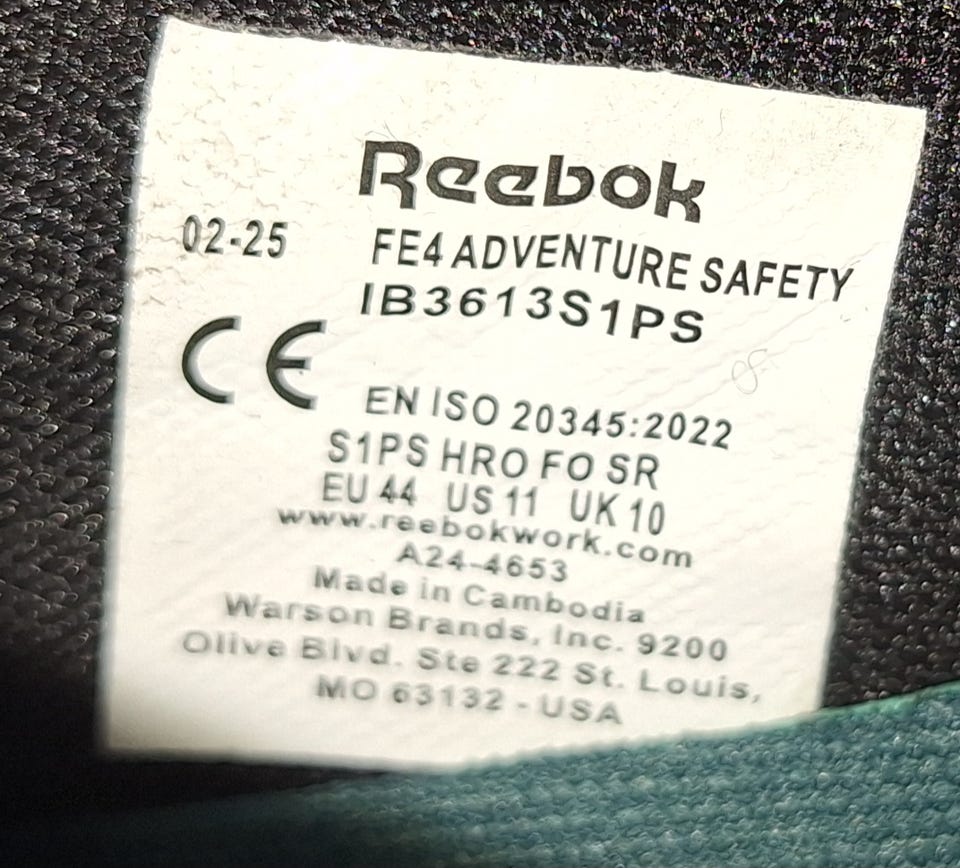 Reebok
02-25
FE4 ADVENTURE SAFETY
IB3613S1PS
CE
EN ISO 20345:2022
S1PS HRO FO SR
EU 44 US 11 UK 10
www.reebokwork.com
A24-4653
Made in Cambodia
Warson Brands, Inc. 9200
Olive Blvd. Ste 222 St. Louis,
MO 63132 - USA